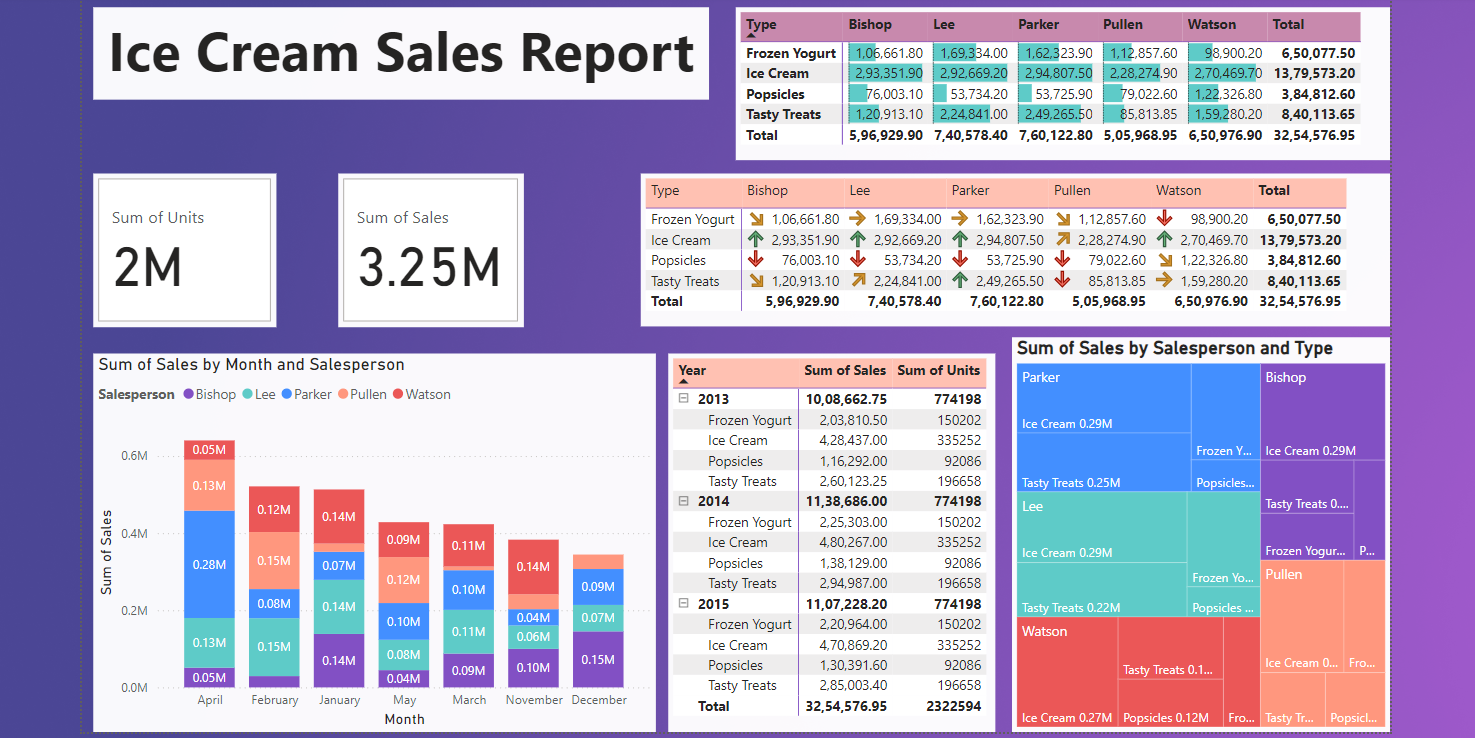 Ice Cream Sales Report
Type Bishop Lee Parker Pullen Watson Total
Frozen Yogurt 1,06,661.80 1,69,334.00 1,62,323.90 1,12,857.60 98,900.20 6,50,077.50
Ice Cream 2,93,351.90 2,92,669.20 2,94,807.50 2,28,274.90 2,70,469.70 13,79,573.20
Popsicles 76,003.10 53,734.20 53,725.90 79,022.60 1,22,326.80 3,84,812.60
Tasty Treats 1,20,913.10 2,24,841.00 2,49,265.50 85,813.85 1,59,280.20 8,40,113.65
Total 5,96,929.90 7,40,578.40 7,60,122.80 5,05,968.95 6,50,976.90 32,54,576.95
Sum of Units
2M
Sum of Sales
3.25M
Type Bishop Lee Parker Pullen Watson Total
Frozen Yogurt 1,06,661.80 1,69,334.00 1,62,323.90 1,12,857.60 98,900.20 6,50,077.50
Ice Cream 2,93,351.90 2,92,669.20 2,94,807.50 2,28,274.90 2,70,469.70 13,79,573.20
Popsicles 76,003.10 53,734.20 53,725.90 79,022.60 1,22,326.80 3,84,812.60
Tasty Treats 1,20,913.10 2,24,841.00 2,49,265.50 85,813.85 1,59,280.20 8,40,113.65
Total 5,96,929.90 7,40,578.40 7,60,122.80 5,05,968.95 6,50,976.90 32,54,576.95
Sum of Sales by Month and Salesperson
Salesperson Bishop Lee Parker Pullen Watson
Sum of Sales
0.6M
0.4M
0.2M
0.0M
0.05M
0.13M
0.28M
0.13M
0.05M
0.12M
0.15M
0.08M
0.15M
0.14M
0.07M
0.14M
0.14M
0.09M
0.12M
0.10M
0.08M
0.04M
0.11M
0.10M
0.11M
0.09M
0.14M
0.04M
0.06M
0.10M
0.09M
0.07M
0.15M
April February January May March November December
Month
Year Sum of Sales Sum of Units
2013 10,08,662.75 774198
Frozen Yogurt 2,03,810.50 150202
Ice Cream 4,28,437.00 335252
Popsicles 1,16,292.00 92086
Tasty Treats 2,60,123.25 196658
2014 11,38,686.00 774198
Frozen Yogurt 2,25,303.00 150202
Ice Cream 4,80,267.00 335252
Popsicles 1,38,129.00 92086
Tasty Treats 2,94,987.00 196658
2015 11,07,228.20 774198
Frozen Yogurt 2,20,964.00 150202
Ice Cream 4,70,869.20 335252
Popsicles 1,30,391.60 92086
Tasty Treats 2,85,003.40 196658
Total 32,54,576.95 2322594
Sum of Sales by Salesperson and Type
Parker
Ice Cream 0.29M
Tasty Treats 0.25M
Frozen Y...
Popsicles...
Lee
Ice Cream 0.29M
Tasty Treats 0.22M
Frozen Yo...
Popsicles ...
Watson
Ice Cream 0.27M
Tasty Treats 0.1...
Popsicles 0.12M
Fro...
Bishop
Ice Cream 0.29M
Tasty Treats 0....
Frozen Yogur...
P...
Pullen
Ice Cream 0...
Fro...
Tasty Tr...
Popsicl...